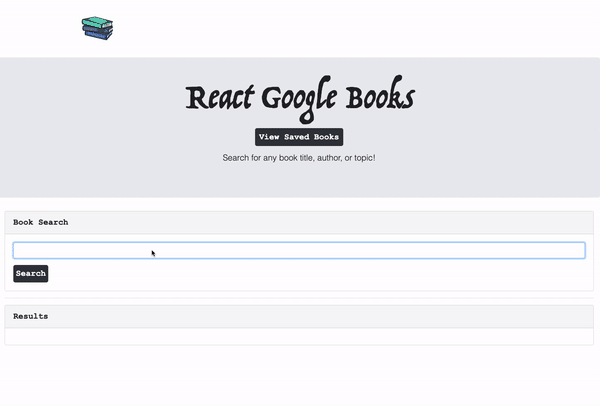 React Google Books
View Saved Books
Search for any book title, author, or topic!
Book Search
Search
Results